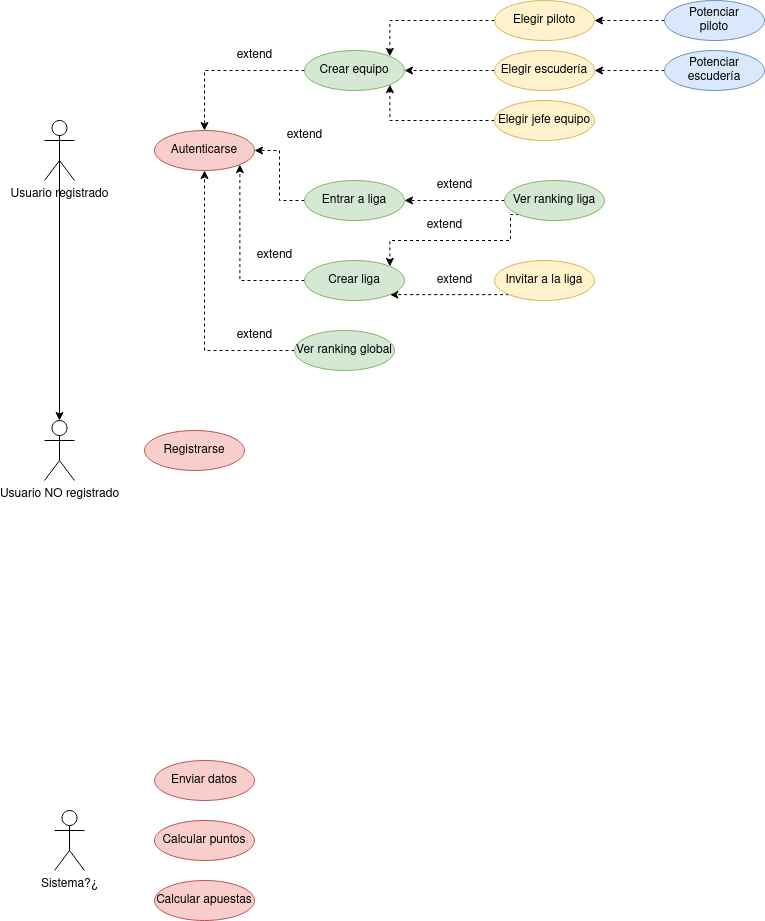 Elegir piloto
Potenciar
piloto
extend
Crear equipo
Elegir escudería
Potenciar
escudería
Elegir jefe equipo
extend
Autenticarse
Usuario registrado
extend
Entrar a liga
Ver ranking liga
extend
extend
Crear liga
extend
Invitar a la liga
extend
Ver ranking global
Registrarse
Usuario NO registrado
Enviar datos
Calcular puntos
Sistema?¿
Calcular apuestas